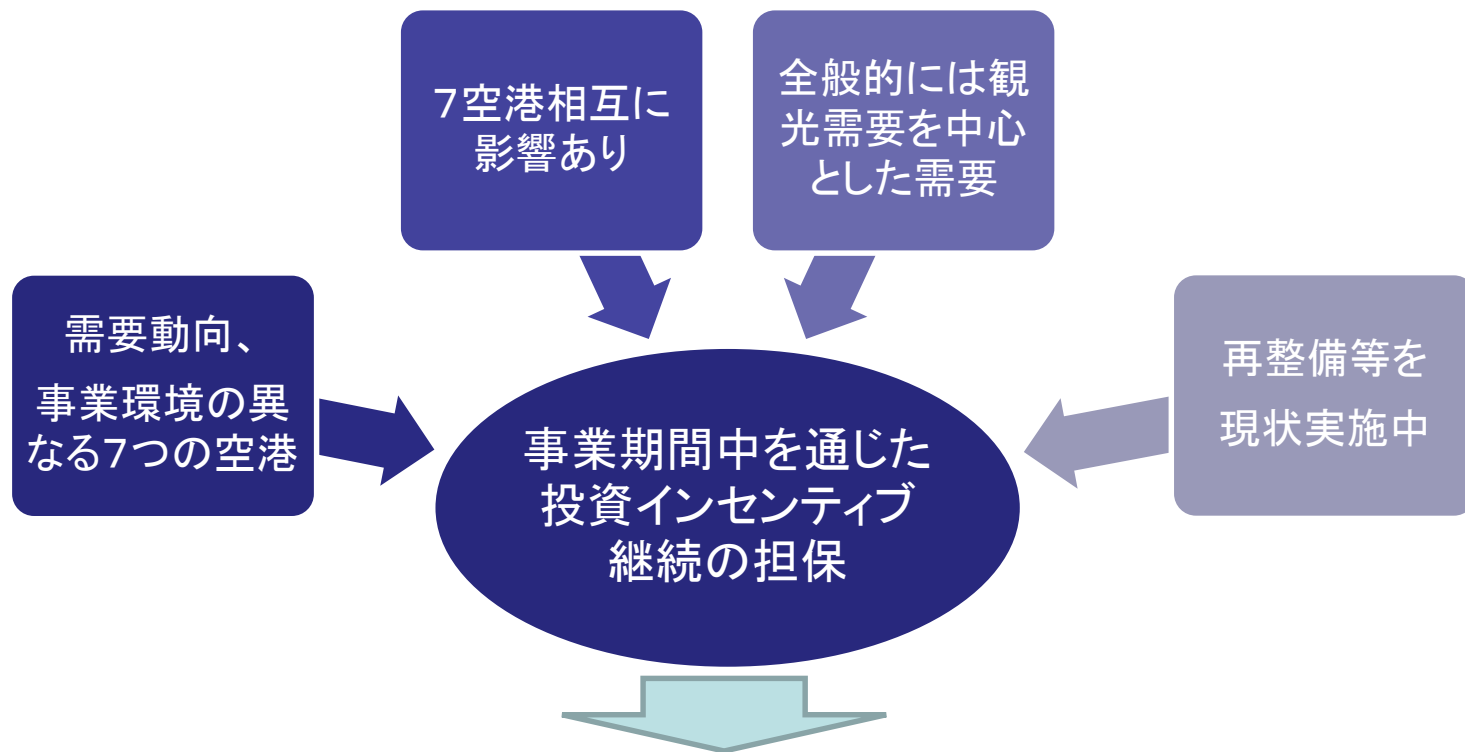 7空港相互に
影響あり
全般的には観
光需要を中心
とした需要
需要動向、
事業環境の異
なる7つの空港
再整備等を
現状実施中
事業期間中を通じた
投資インセンティブ
継続の担保